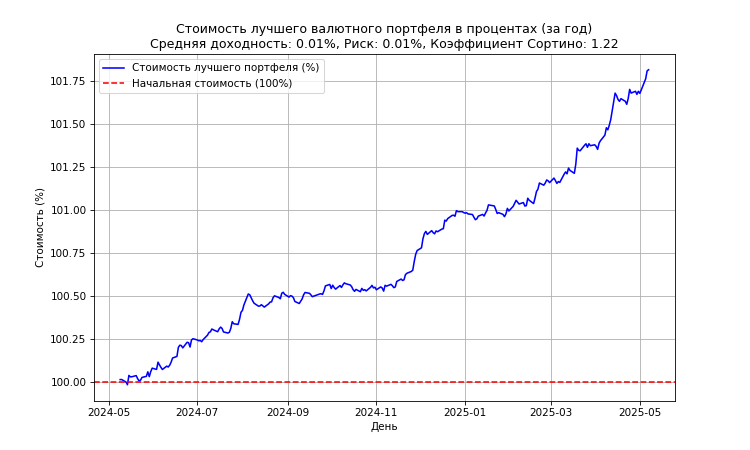 Стоимость лучшего валютного портфеля в процентах (за год)
Средняя доходность: 0.01%, Риск: 0.01%, Коэффициент Сортино: 1.22
Стоимость лучшего портфеля (%)
Начальная стоимость (100%)
Стоимость (%)
101.75
101.50
101.25
101.00
100.75
100.50
100.25
100.00
2024-05 2024-07 2024-09 2024-11 2025-01 2025-03 2025-05
День